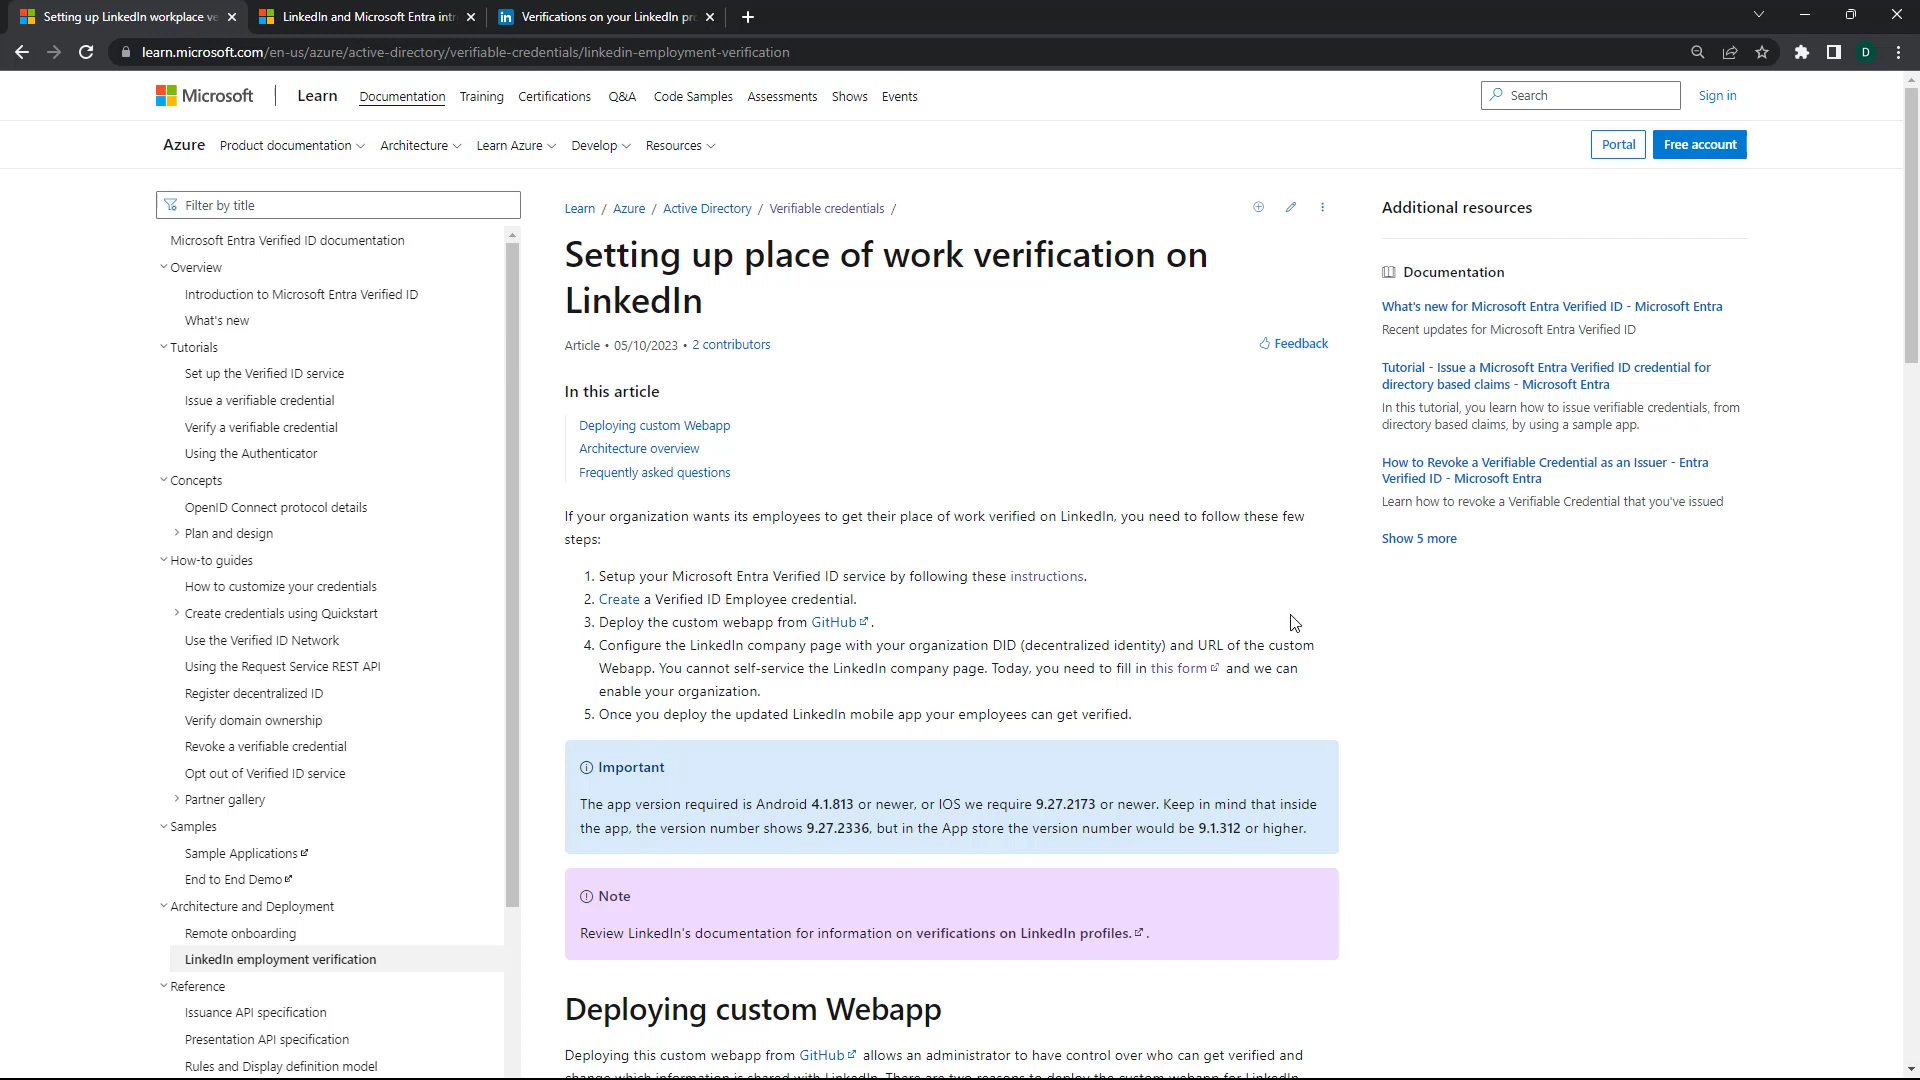 Setting up LinkedIn workplace ve
LinkedIn and Microsoft Entra intr
Verifications on your LinkedIn pr
learn.microsoft.com/en-us/azure/active-directory/verifiable-credentials/linkedin-employment-verification
D
Microsoft
Learn
Documentation
Training
Certifications
Q&A
Code Samples
Assessments
Shows
Events
Search
Sign in
Azure
Product documentation
Architecture
Learn Azure
Develop
Resources
Portal
Free account
Filter by title
Microsoft Entra Verified ID documentation
Overview
Introduction to Microsoft Entra Verified ID
What's new
Tutorials
Set up the Verified ID service
Issue a verifiable credential
Verify a verifiable credential
Using the Authenticator
Concepts
OpenID Connect protocol details
Plan and design
How-to guides
How to customize your credentials
Create credentials using Quickstart
Use the Verified ID Network
Using the Request Service REST API
Register decentralized ID
Verify domain ownership
Revoke a verifiable credential
Opt out of Verified ID service
Partner gallery
Samples
Sample Applications
End to End Demo
Architecture and Deployment
Remote onboarding
LinkedIn employment verification
Reference
Issuance API specification
Presentation API specification
Rules and Display definition model
Learn / Azure / Active Directory / Verifiable credentials /
Setting up place of work verification on
LinkedIn
Article • 05/10/2023 • 2 contributors
Feedback
In this article
Deploying custom Webapp
Architecture overview
Frequently asked questions
If your organization wants its employees to get their place of work verified on LinkedIn, you need to follow these few
steps:
1. Setup your Microsoft Entra Verified ID service by following these instructions.
2. Create a Verified ID Employee credential.
3. Deploy the custom webapp from GitHub .
4. Configure the LinkedIn company page with your organization DID (decentralized identity) and URL of the custom
Webapp. You cannot self-service the LinkedIn company page. Today, you need to fill in this form and we can
enable your organization.
5. Once you deploy the updated LinkedIn mobile app your employees can get verified.
Important
The app version required is Android 4.1.813 or newer, or IOS we require 9.27.2173 or newer. Keep in mind that inside
the app, the version number shows 9.27.2336, but in the App store the version number would be 9.1.312 or higher.
Note
Review LinkedIn's documentation for information on verifications on LinkedIn profiles. .
Deploying custom Webapp
Deploying this custom webapp from GitHub allows an administrator to have control over who can get verified and
change which information is shared with LinkedIn. There are two reasons to deploy the custom webapp for LinkedIn
Additional resources
Documentation
What's new for Microsoft Entra Verified ID - Microsoft Entra
Recent updates for Microsoft Entra Verified ID
Tutorial - Issue a Microsoft Entra Verified ID credential for
directory based claims - Microsoft Entra
In this tutorial, you learn how to issue verifiable credentials, from
directory based claims, by using a sample app.
How to Revoke a Verifiable Credential as an Issuer - Entra
Verified ID - Microsoft Entra
Learn how to revoke a Verifiable Credential that you've issued
Show 5 more